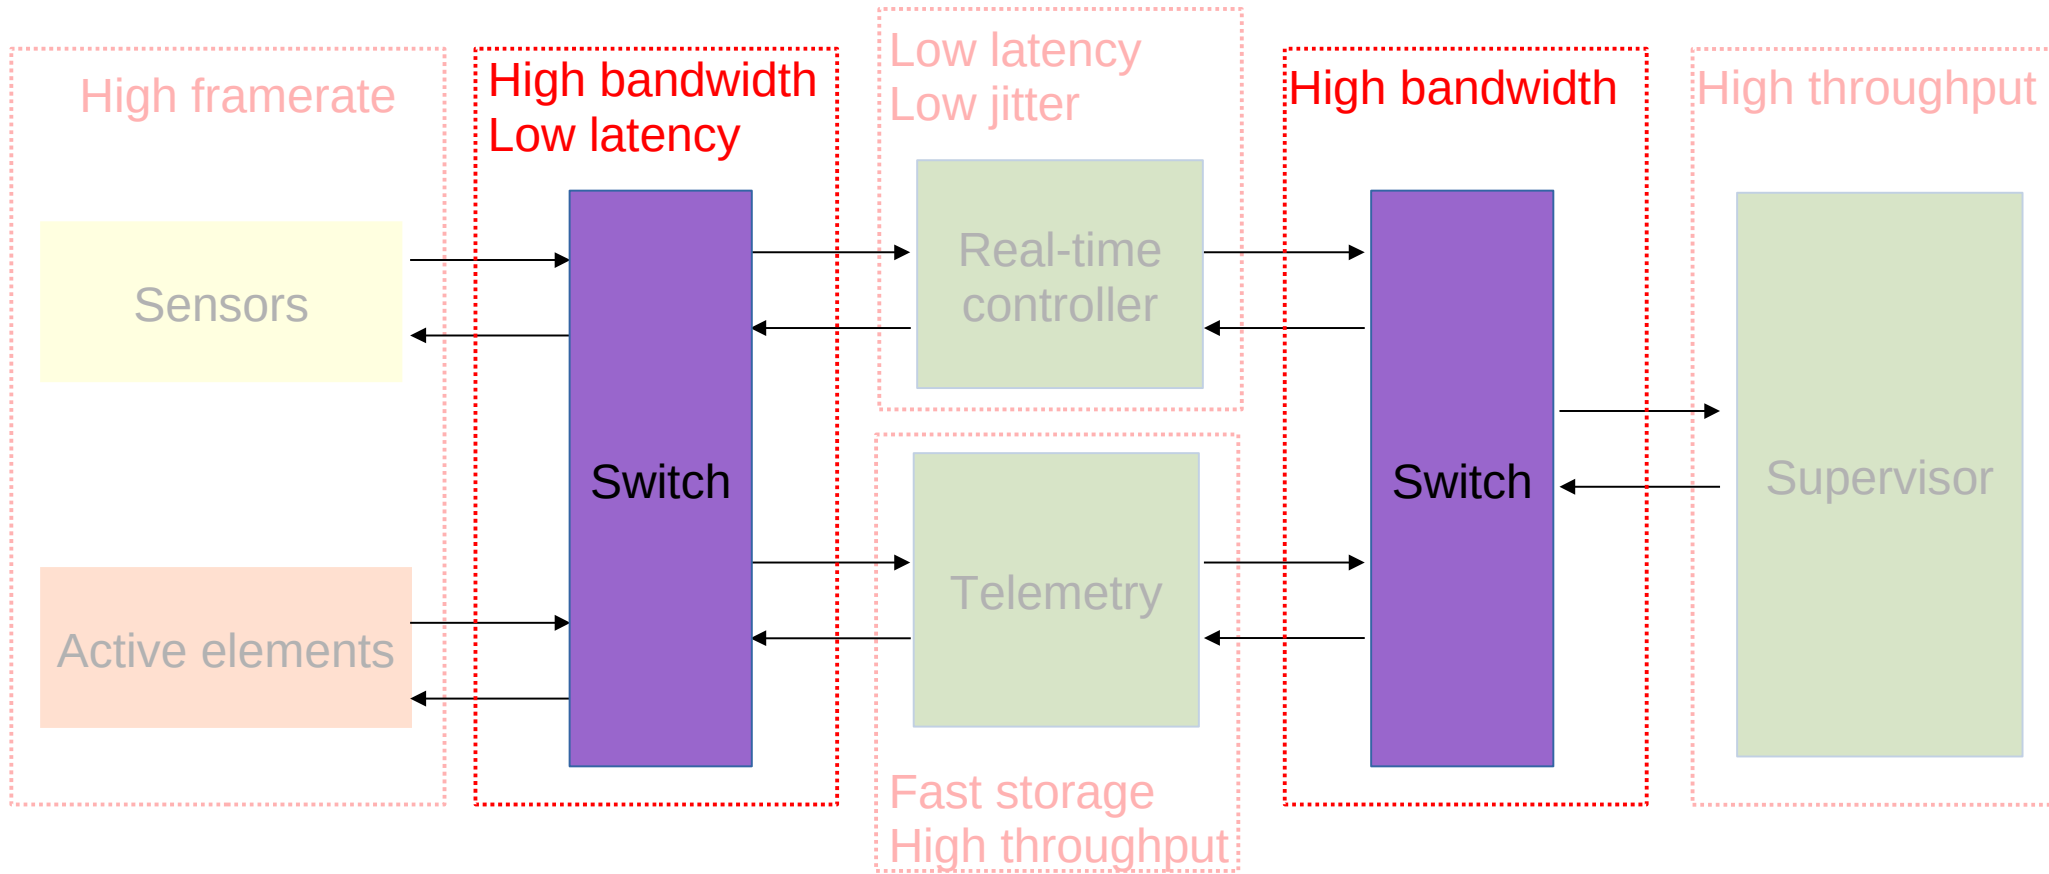 High framerate
Sensors
Active elements
High bandwidth
Low latency
Switch
Low latency
Low jitter
Real-time
controller
Telemetry
Fast storage
High throughput
High bandwidth
Switch
High throughput
Supervisor